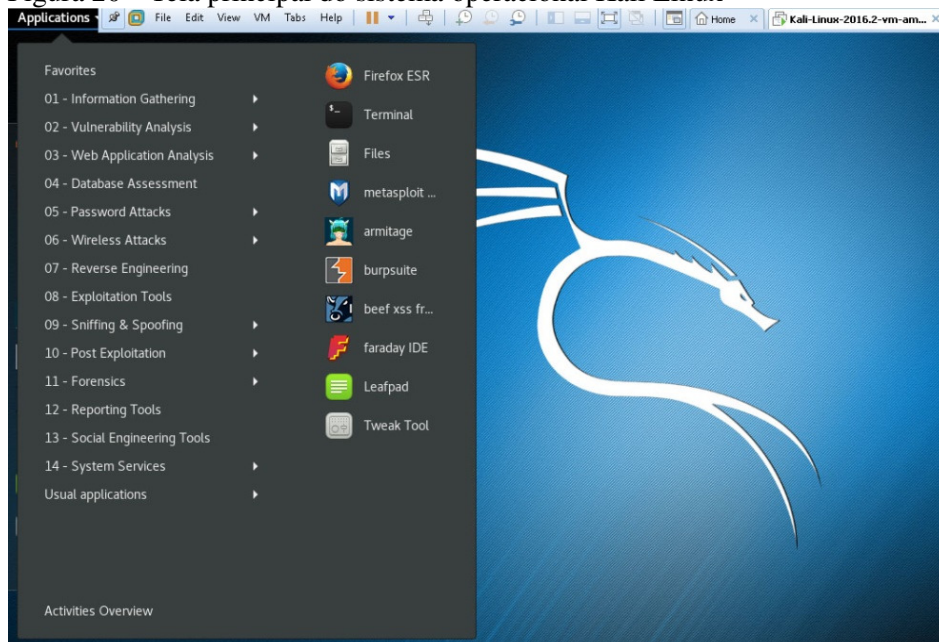 Figura 20 – Tela principal do sistema operacional Kali Linux
Applications File Edit View VM Tabs Help Home Kali-Linux-2016.2-vm-am...
Favorites
01 - Information Gathering
02 - Vulnerability Analysis
03 - Web Application Analysis
04 - Database Assessment
05 - Password Attacks
06 - Wireless Attacks
07 - Reverse Engineering
08 - Exploitation Tools
09 - Sniffing & Spoofing
10 - Post Exploitation
11 - Forensics
12 - Reporting Tools
13 - Social Engineering Tools
14 - System Services
Usual applications
Activities Overview
Firefox ESR
Terminal
Files
metasploit ...
armitage
burpsuite
beef xss fr...
faraday IDE
Leafpad
Tweak Tool